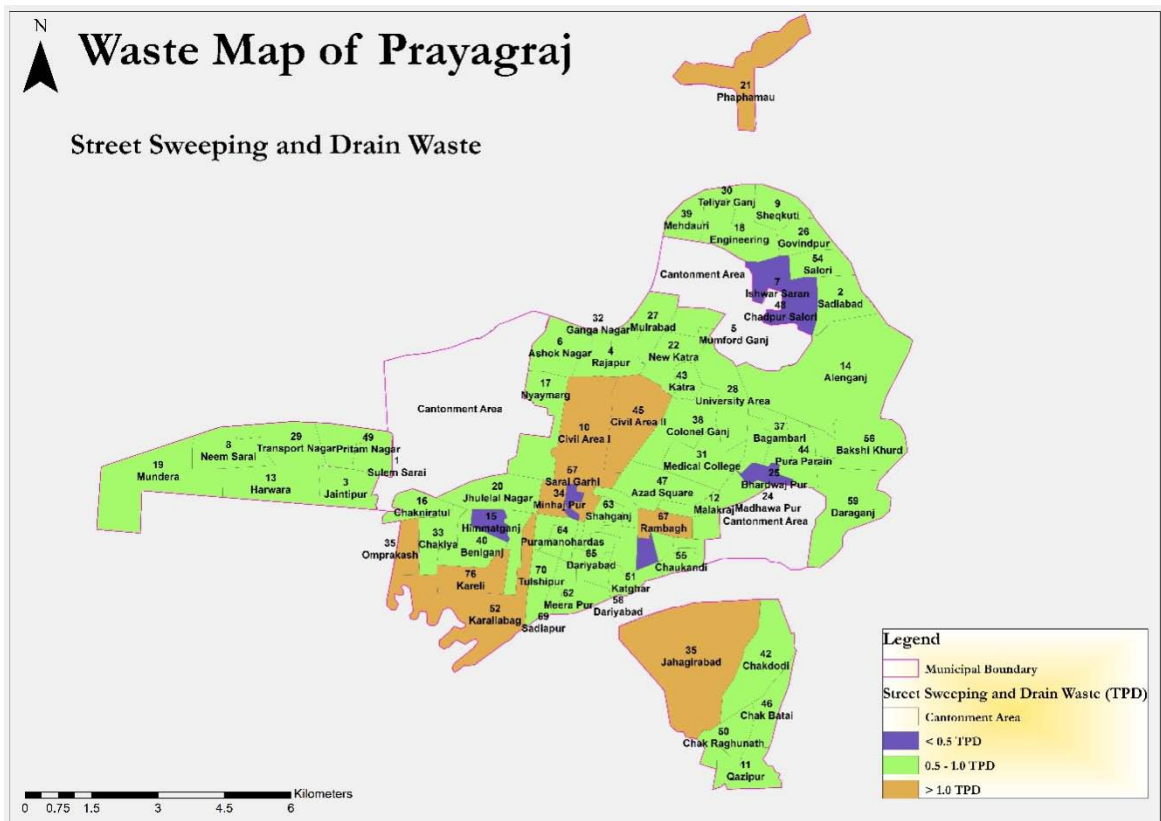 N
Waste Map of Prayagraj
Street Sweeping and Drain Waste
21
Phaphamau
30
Teliyar Ganj
9
Sheqkuti
39
Mehdauri
18
Engineering
26
Govindpur
54
Salori
Cantonment Area
7
Ishwar Saran
48
Chadpur Salori
2
Sadiabad
32
Ganga Nagar
27
Muirabad
5
Mumford Ganj
6
Ashok Nagar
4
Rajapur
22
New Katra
14
Alenganj
17
Nyaymarg
43
Katra
28
University Area
Cantonment Area
10
Civil Area I
45
Civil Area II
38
Colonel Ganj
37
Bagambari
44
Pura Parain
56
Bakshi Khurd
19
Mundera
8
Neem Sarai
29
Transport Nagar
49
Pritam Nagar
1
Sulem Sarai
13
Harwara
3
Jaintipur
31
Medical College
57
Sarai Garhi
25
Bhardwaj Pur
20
Jhulelal Nagar
34
Minhaj Pur
47
Azad Square
12
Malakraj
24
Madhawa Pur
Cantonment Area
59
Daraganj
16
Chakniratul
15
Himmatganj
63
Shahganj
67
Rambagh
35
Omprakash
33
Chakiya
40
Beniganj
64
Puramanohardas
65
Dariyabad
55
Chaukandi
76
Kareli
70
Tulshipur
51
Katghar
62
Meera Pur
58
Dariyabad
52
Karaliabag
69
Sadiapur
35
Jahagirabad
42
Chakdodi
46
Chak Batai
50
Chak Raghunath
11
Qazipur
Legend
Municipal Boundary
Street Sweeping and Drain Waste (TPD)
Cantonment Area
< 0.5 TPD
0.5 - 1.0 TPD
> 1.0 TPD
Kilometers
0 0.75 1.5 3 4.5 6